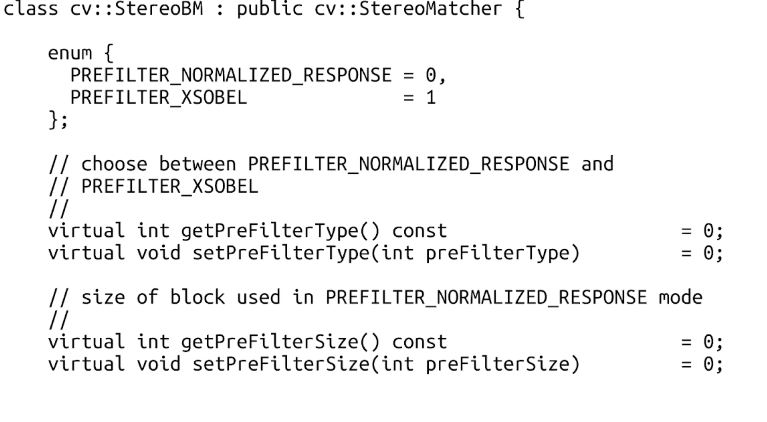 class cv::StereoBM : public cv::StereoMatcher {
enum {
PREFILTER_NORMALIZED_RESPONSE = 0,
PREFILTER_XSOBEL = 1
};
// choose between PREFILTER_NORMALIZED_RESPONSE and
// PREFILTER_XSOBEL
//
virtual int getPreFilterType() const = 0;
virtual void setPreFilterType(int preFilterType) = 0;
// size of block used in PREFILTER_NORMALIZED_RESPONSE mode
//
virtual int getPreFilterSize() const = 0;
virtual void setPreFilterSize(int preFilterSize) = 0;